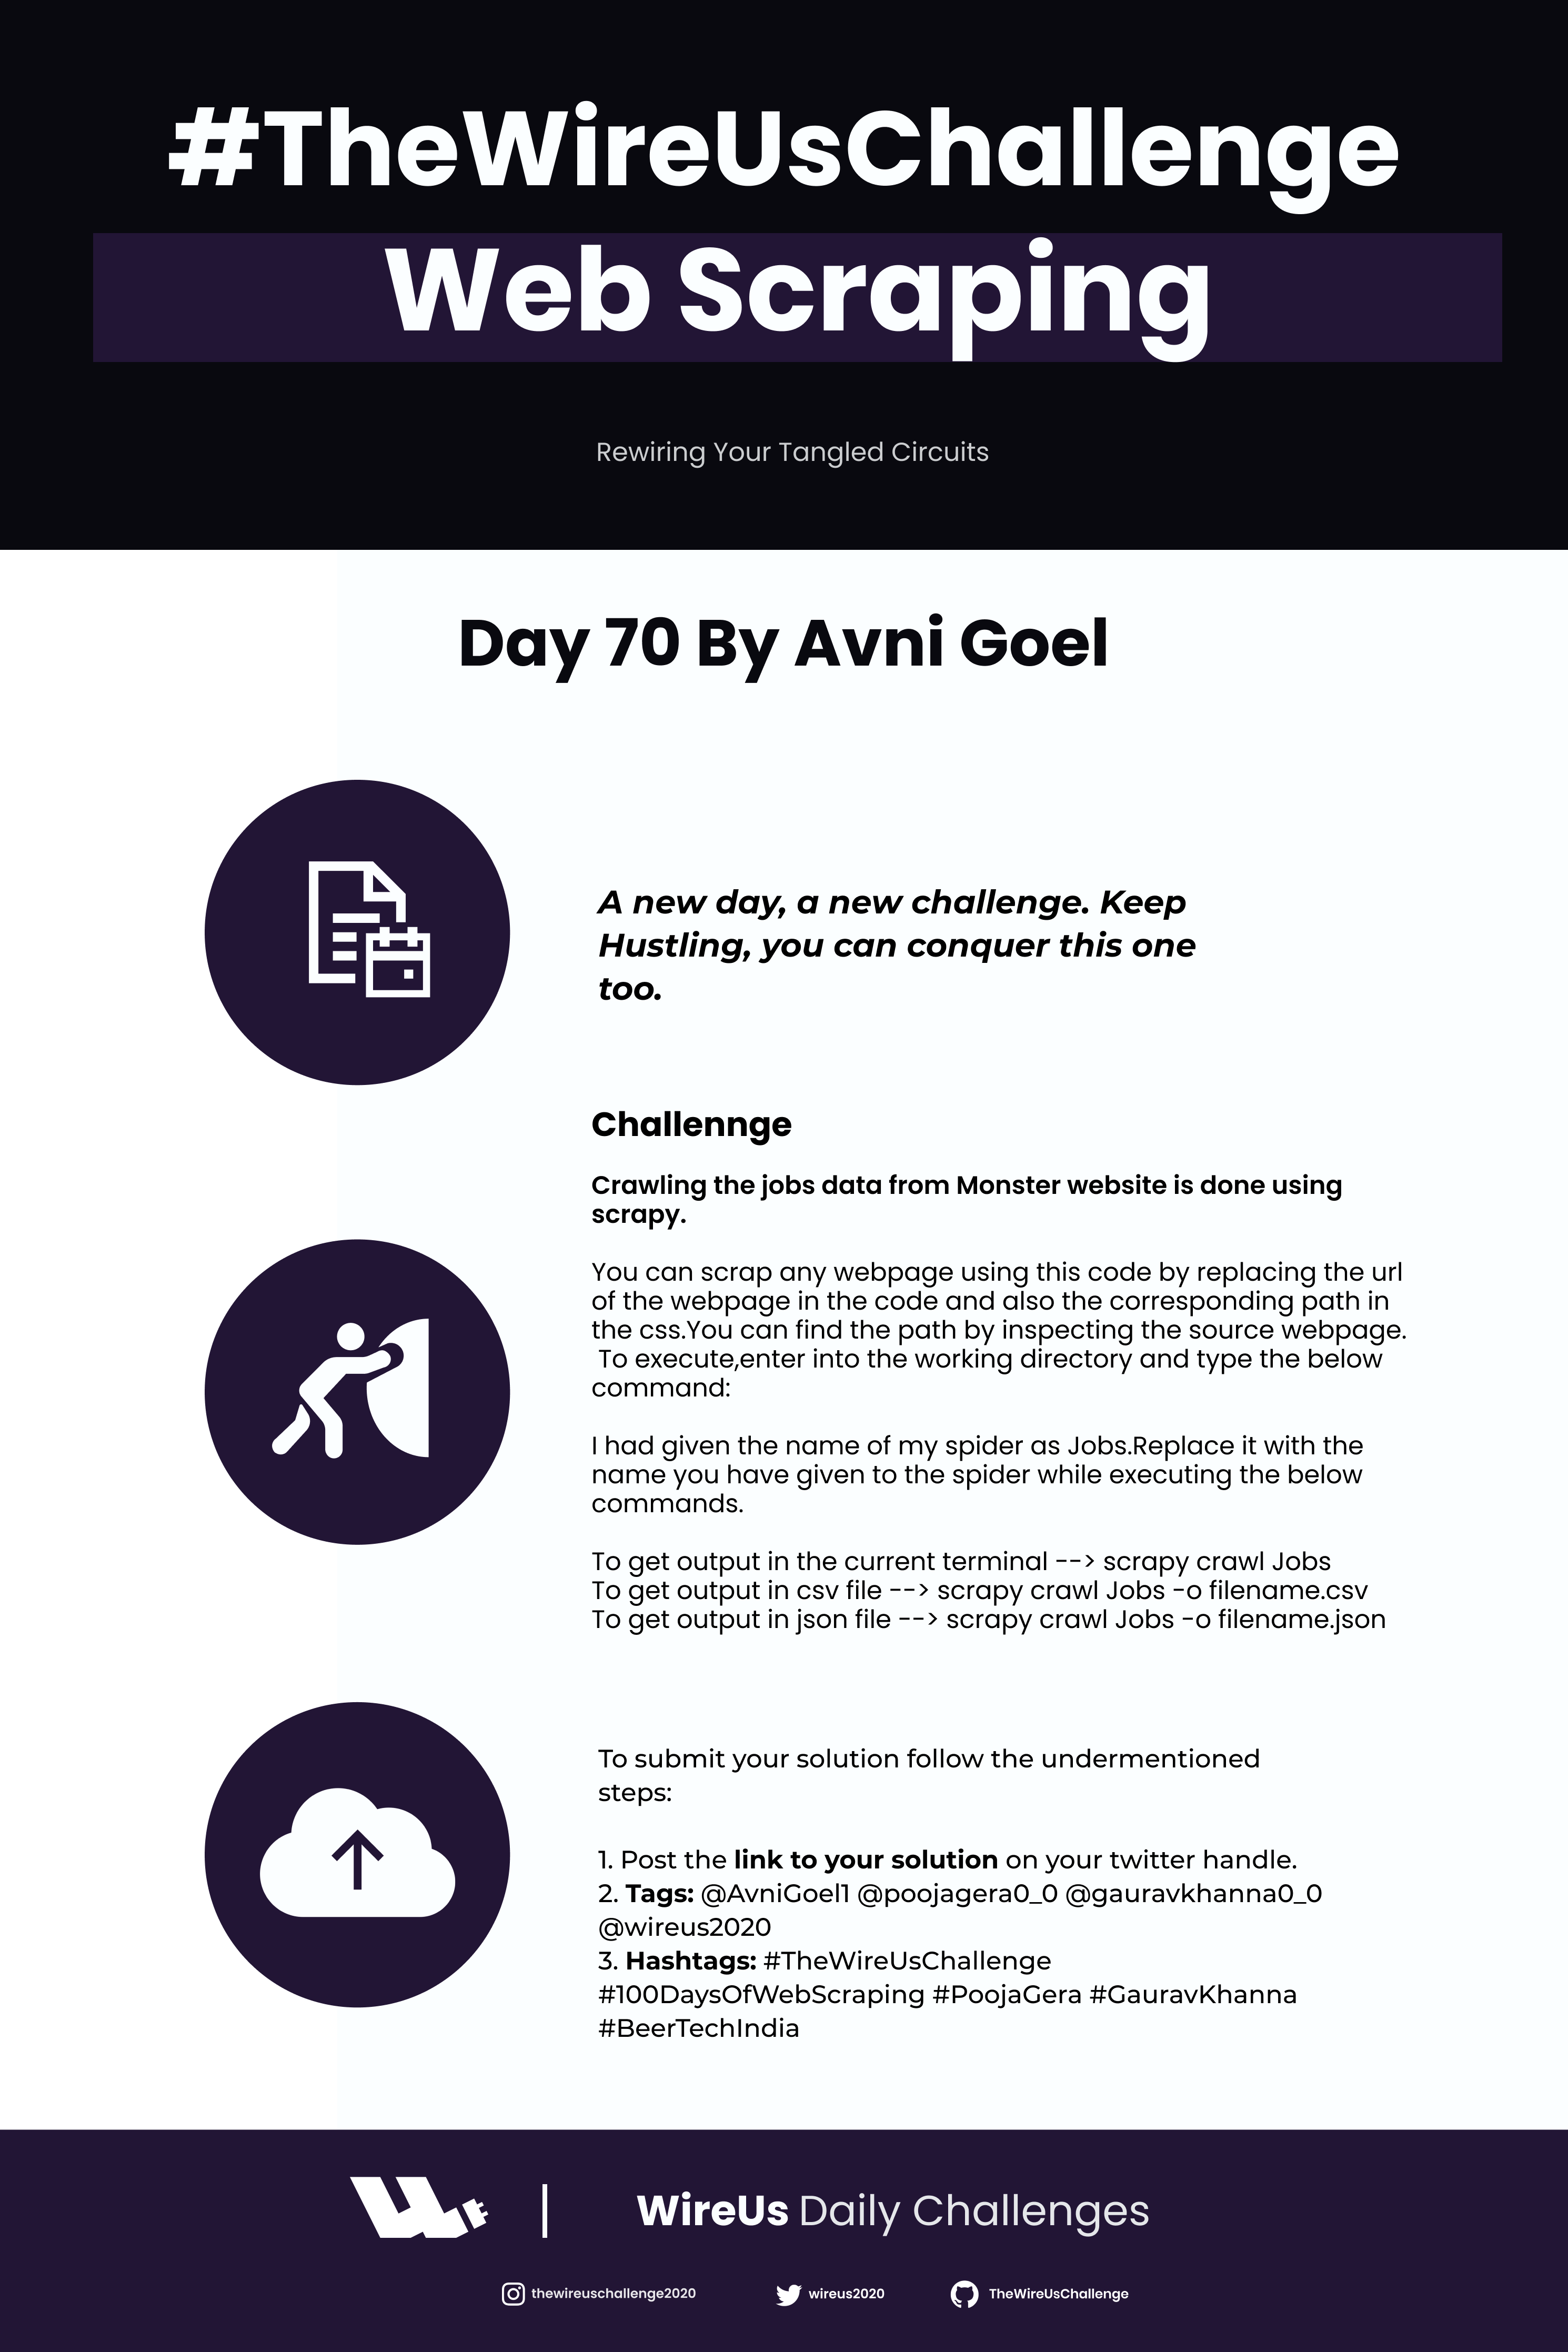 #TheWireUsChallenge
Web Scraping
Rewiring Your Tangled Circuits
Day 70 By Avni Goel
A new day, a new challenge. Keep
Hustling, you can conquer this one
too.
Challennge
Crawling the jobs data from Monster website is done using
scrapy.
You can scrap any webpage using this code by replacing the url
of the webpage in the code and also the corresponding path in
the css.You can find the path by inspecting the source webpage.
To execute,enter into the working directory and type the below
command:
I had given the name of my spider as Jobs.Replace it with the
name you have given to the spider while executing the below
commands.
To get output in the current terminal --> scrapy crawl Jobs
To get output in csv file --> scrapy crawl Jobs -o filename.csv
To get output in json file --> scrapy crawl Jobs -o filename.json
To submit your solution follow the undermentioned
steps:
1. Post the link to your solution on your twitter handle.
2. Tags: @AvniGoel1 @poojagera0_0 @gauravkhanna0_0
@wireus2020
3. Hashtags: #TheWireUsChallenge
#100DaysOfWebScraping #PoojaGera #GauravKhanna
#BeerTechIndia
WireUs Daily Challenges
thewireuschallenge2020 wireus2020 TheWireUsChallenge